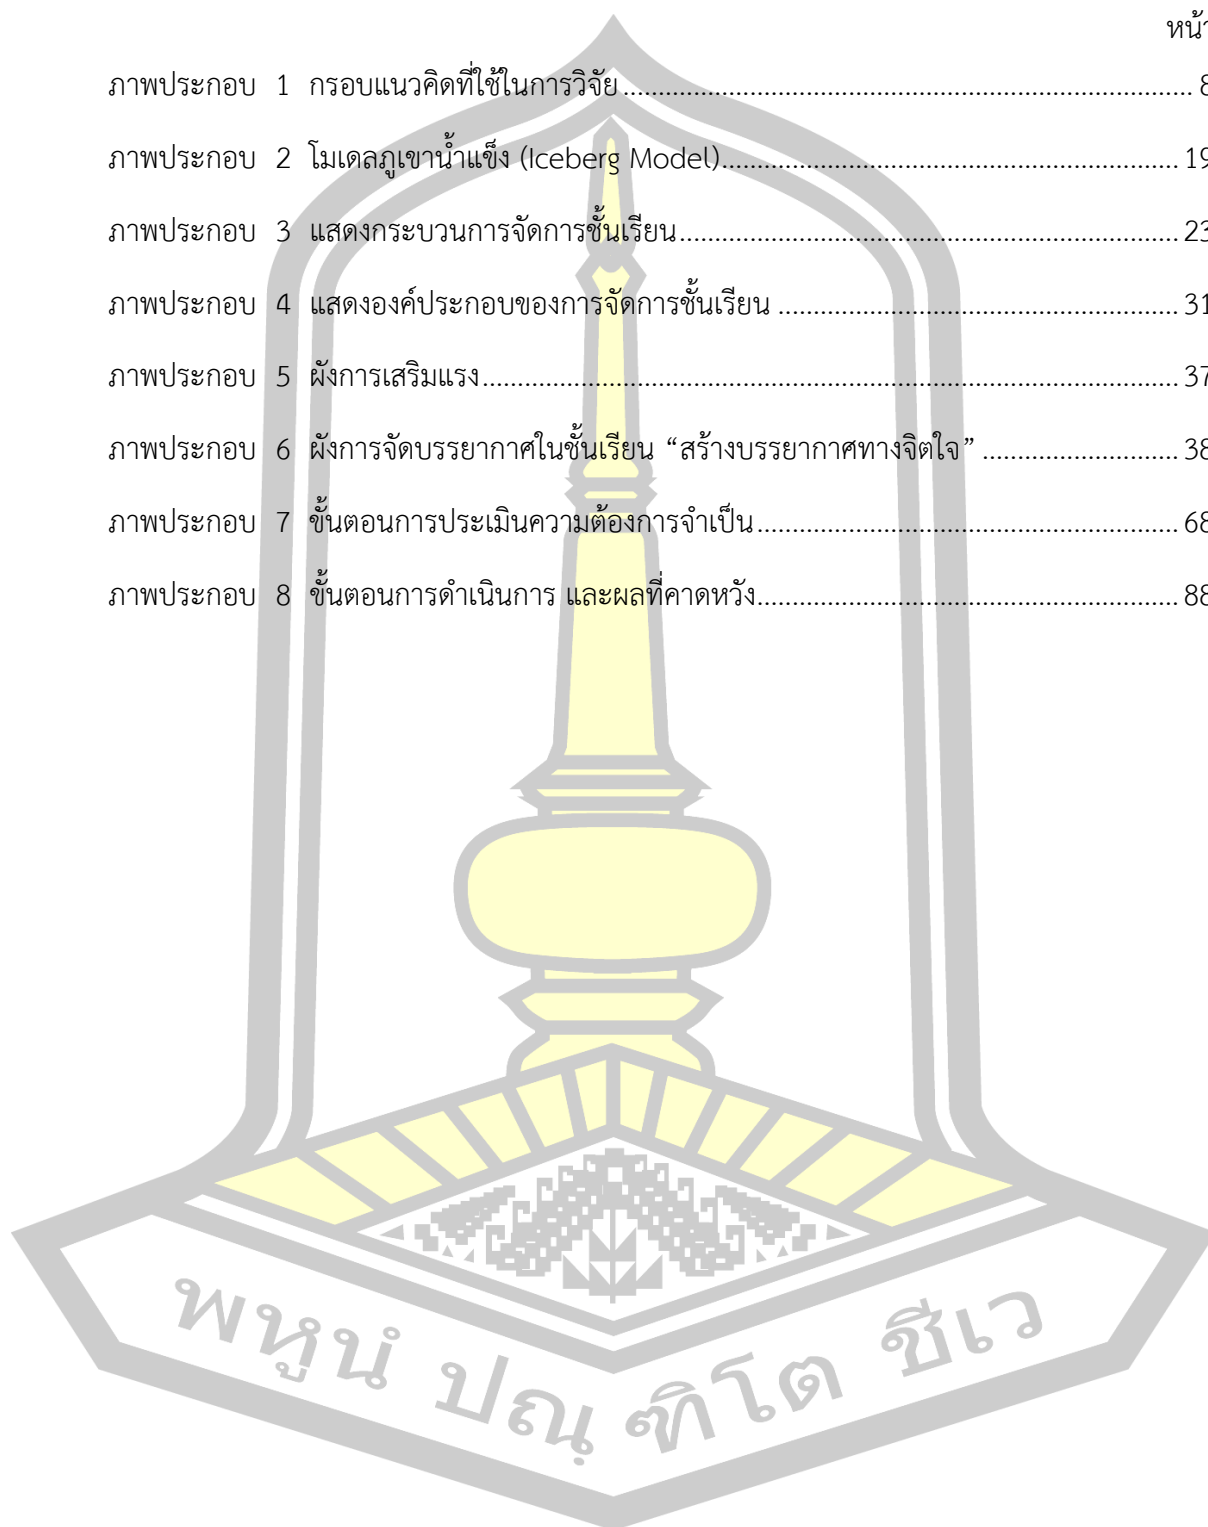 หน้า
ภาพประกอบ 1 กรอบแนวคิดที่ใช้ในการวิจัย........................................................................ 8
ภาพประกอบ 2 โมเดลภูเขาน้ำแข็ง (Iceberg Model)........................................................ 19
ภาพประกอบ 3 แสดงกระบวนการจัดการชั้นเรียน.............................................................. 23
ภาพประกอบ 4 แสดงองค์ประกอบของการจัดการชั้นเรียน .................................................. 31
ภาพประกอบ 5 ผังการเสริมแรง....................................................................................... 37
ภาพประกอบ 6 ผังการจัดบรรยากาศในชั้นเรียน “สร้างบรรยากาศทางจิตใจ” ......................... 38
ภาพประกอบ 7 ขั้นตอนการประเมินความต้องการจำเป็น..................................................... 68
ภาพประกอบ 8 ขั้นตอนการดำเนินการ และผลที่คาดหวัง..................................................... 88
พหูนํ ปณฺฑิโต ชีเว